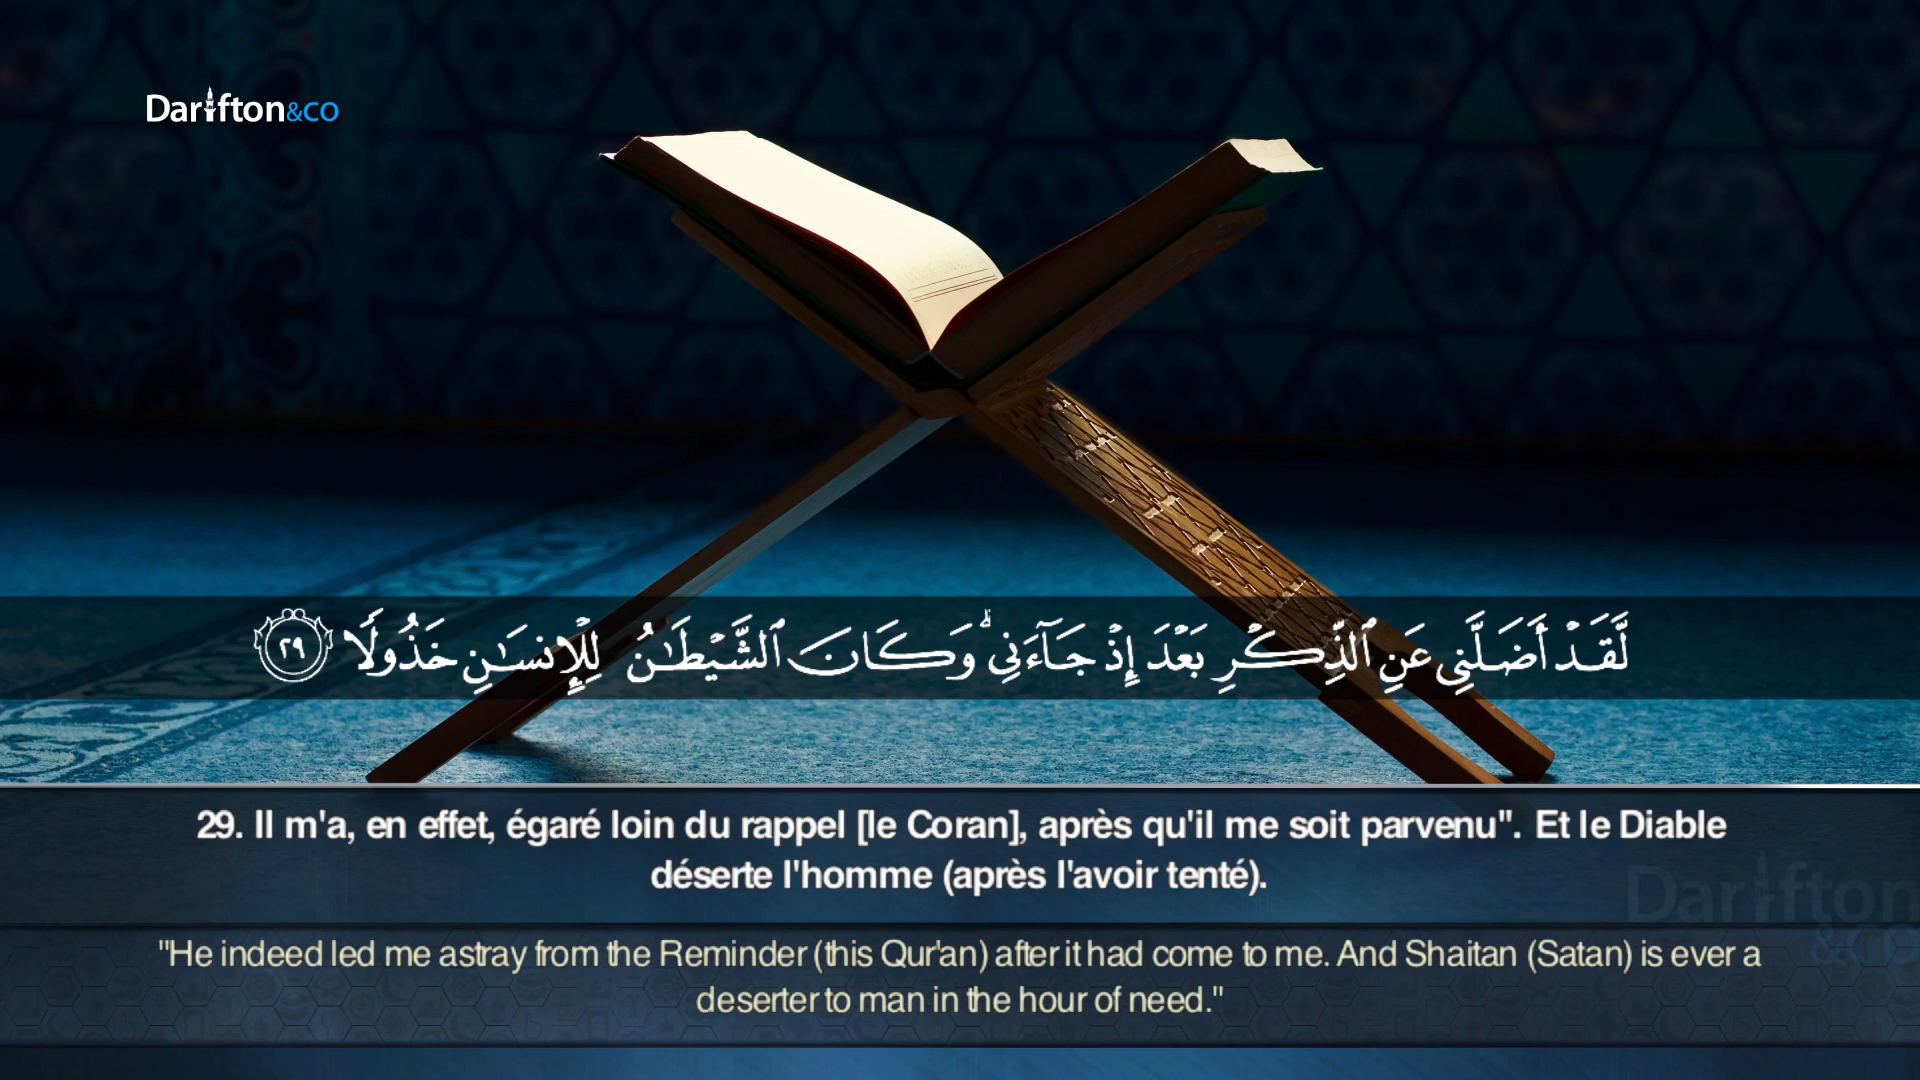 Darifton&CO
لَّقَدْ أَضَلَّنِى عَنِ ٱلذِّكْرِ بَعْدَ إِذْ جَآءَنِى ۗ وَكَانَ ٱلشَّيْطَـٰنُ لِلْإِنسَـٰنِ خَذُولًا ٢٩
29. Il m'a, en effet, égaré loin du rappel [le Coran], après qu'il me soit parvenu". Et le Diable
déserte l'homme (après l'avoir tenté).
Darifton
&CO
"He indeed led me astray from the Reminder (this Qur'an) after it had come to me. And Shaitan (Satan) is ever a
deserter to man in the hour of need."